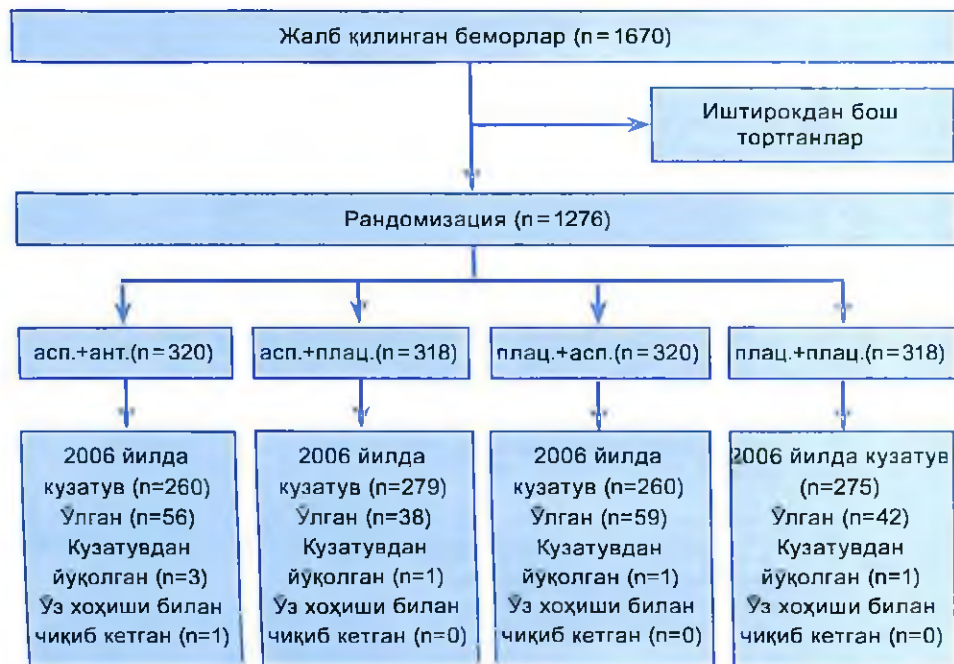 Жалб қилинган беморлар (n=1670)
Иштирокдан бош
тортганлар
Рандомизация (n=1276)
асп.+ант.(n=320)
асп.+плац.(n=318)
плац.+асп.(n=320)
плац.+плац.(n=318)
2006 йилда
кузатув (n=260)
Ўлган (n=56)
Кузатувдан
йўқолган (n=3)
Ўз хоҳиши билан
чиқиб кетган (n=1)
2006 йилда
кузатув (n=279)
Ўлган (n=38)
Кузатувдан
йўқолган (n=1)
Ўз хоҳиши билан
чиқиб кетган (n=0)
2006 йилда
кузатув (n=260)
Ўлган (n=59)
Кузатувдан
йўқолган (n=1)
Ўз хоҳиши билан
чиқиб кетган (n=0)
2006 йилда кузатув
(n=275)
Ўлган (n=42)
Кузатувдан
йўқолган (n=1)
Ўз хоҳиши билан
чиқиб кетган (n=0)